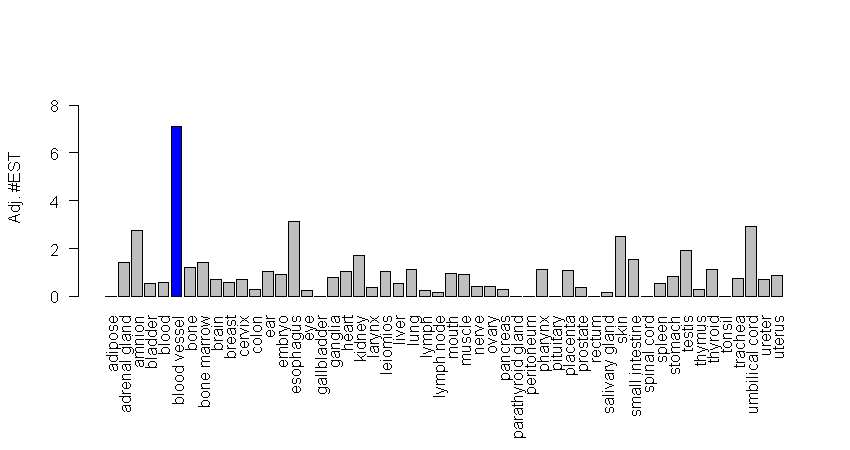 Adj. #EST
8
6
4
2
0
adipose
adrenal gland
amnion
bladder
blood
blood vessel
bone
bone marrow
brain
breast
cervix
colon
ear
embryo
esophagus
eye
gallbladder
ganglia
heart
kidney
larynx
leiomios
liver
lung
lymph
lymph node
mouth
muscle
nerve
ovary
pancreas
parathyroid gland
peritoneum
pharynx
pituitary
placenta
prostate
rectum
salivary gland
skin
small intestine
spinal cord
spleen
stomach
testis
thymus
thyroid
tonsil
trachea
umbilical cord
ureter
uterus